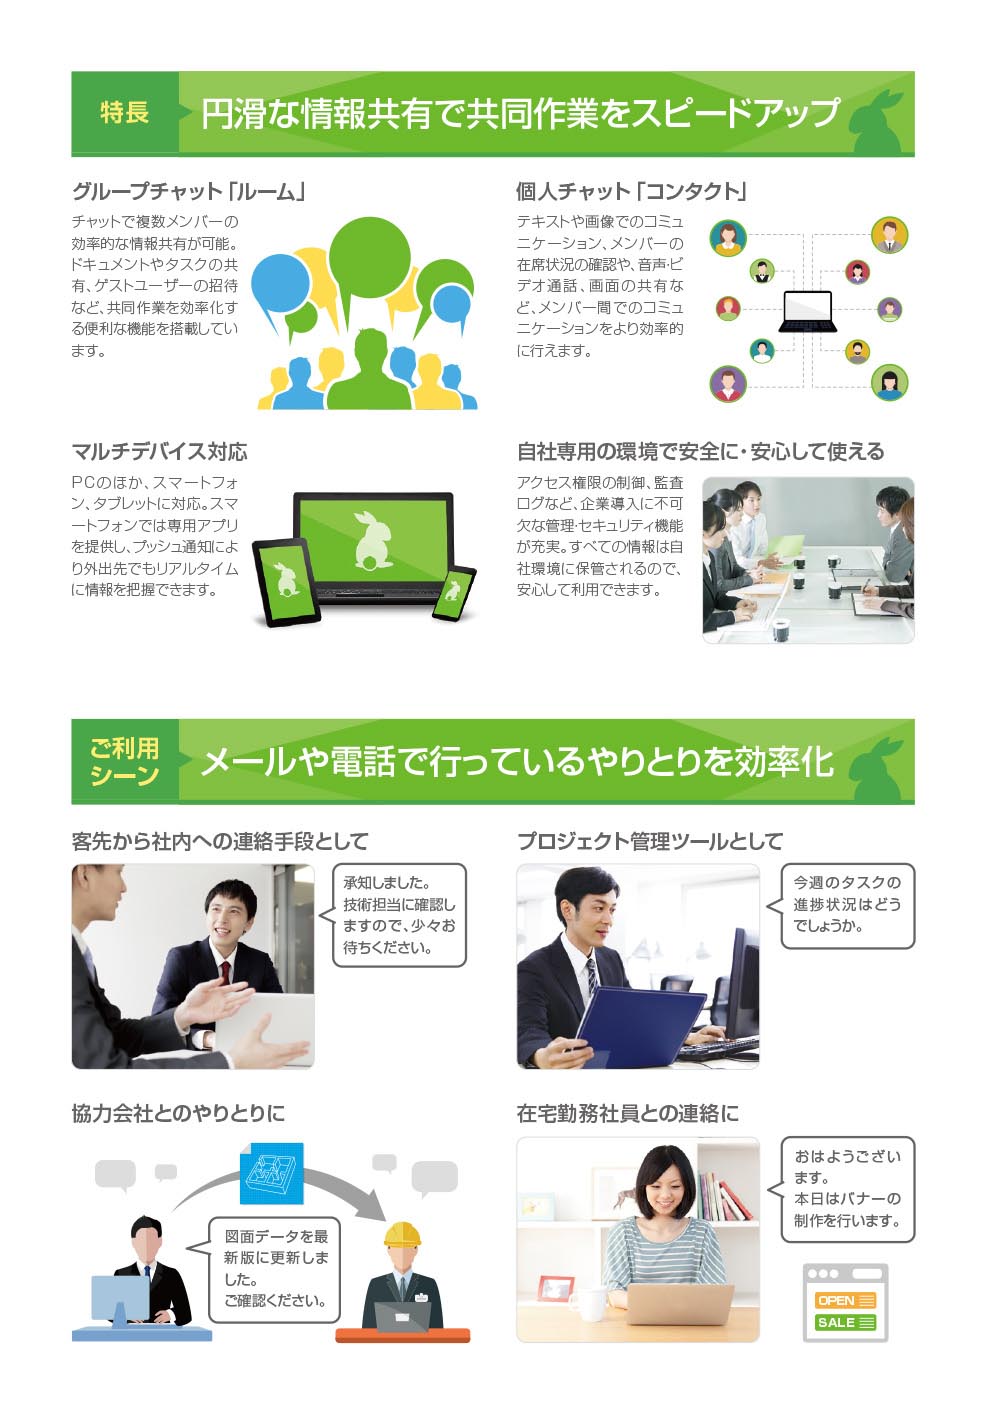 特長
円滑な情報共有で共同作業をスピードアップ
グループチャット「ルーム」
チャットで複数メンバーの
効率的な情報共有が可能。
ドキュメントやタスクの共
有、ゲストユーザーの招待
など、共同作業を効率化す
る便利な機能を搭載してい
ます。
個人チャット「コンタクト」
テキストや画像でのコミュ
ニケーション、メンバーの
在席状況の確認や、音声・ビ
デオ通話、画面の共有な
ど、メンバー間でのコミュ
ニケーションをより効率的
に行えます。
マルチデバイス対応
PCのほか、スマートフォ
ン、タブレットに対応。スマ
ートフォンでは専用アプリ
を提供し、プッシュ通知によ
り外出先でもリアルタイム
に情報を把握できます。
自社専用の環境で安全に・安心して使える
アクセス権限の制御、監査
ログなど、企業導入に不可
欠な管理・セキュリティ機能
が充実。すべての情報は自
社環境に保管されるので、
安心して利用できます。
ご利用
シーン
メールや電話で行っているやりとりを効率化
客先から社内への連絡手段として
承知しました。
技術担当に確認し
ますので、少々お
待ちください。
プロジェクト管理ツールとして
今週のタスクの
進捗状況はどう
でしょうか。
協力会社とのやりとりに
図面データを最
新版に更新しま
した。
ご確認ください。
在宅勤務社員との連絡に
おはようござい
ます。
本日はバナーの
制作を行います。
OPEN
SALE